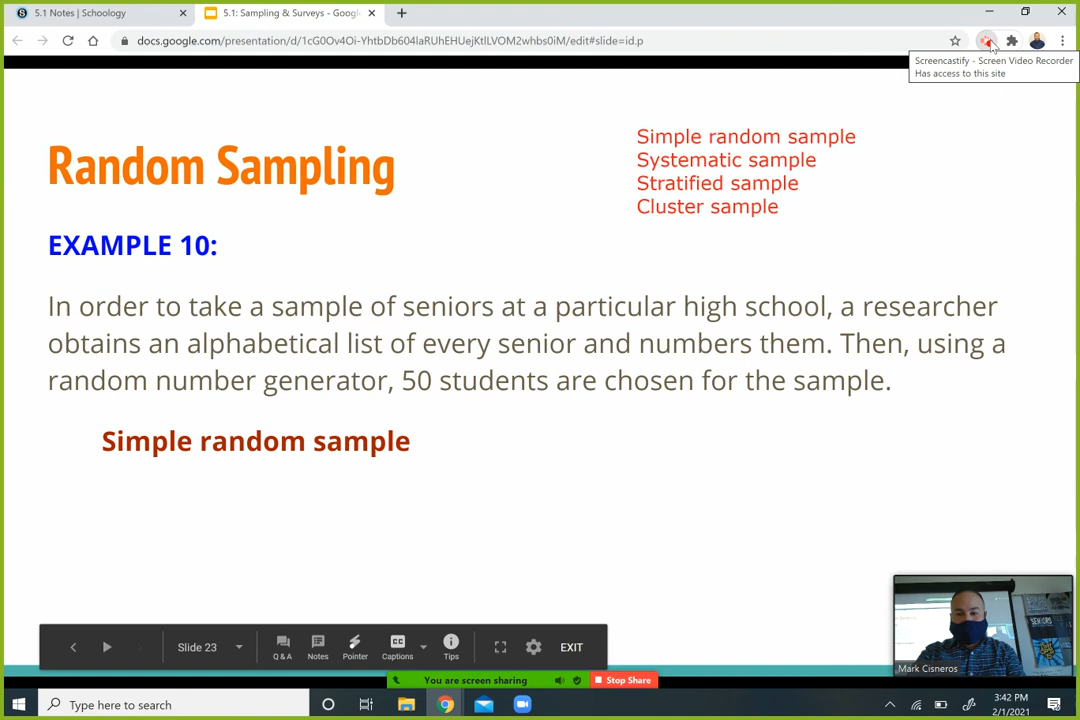 5.1 Notes | Schoology
5.1: Sampling & Surveys - Google
docs.google.com/presentation/d/1cG0Ov4Oi-YhtbDb604laRUhEHUejKtlLVOM2whbs0iM/edit#slide=id.p
Screencastify - Screen Video Recorder
Has access to this site
Random Sampling
Simple random sample
Systematic sample
Stratified sample
Cluster sample
EXAMPLE 10:
In order to take a sample of seniors at a particular high school, a researcher
obtains an alphabetical list of every senior and numbers them. Then, using a
random number generator, 50 students are chosen for the sample.
Simple random sample
SENIORS
Mark Cisneros
Slide 23
Q & A
Notes
Pointer
CC
Captions
Tips
EXIT
You are screen sharing
Stop Share
Type here to search
3:42 PM
2/1/2021